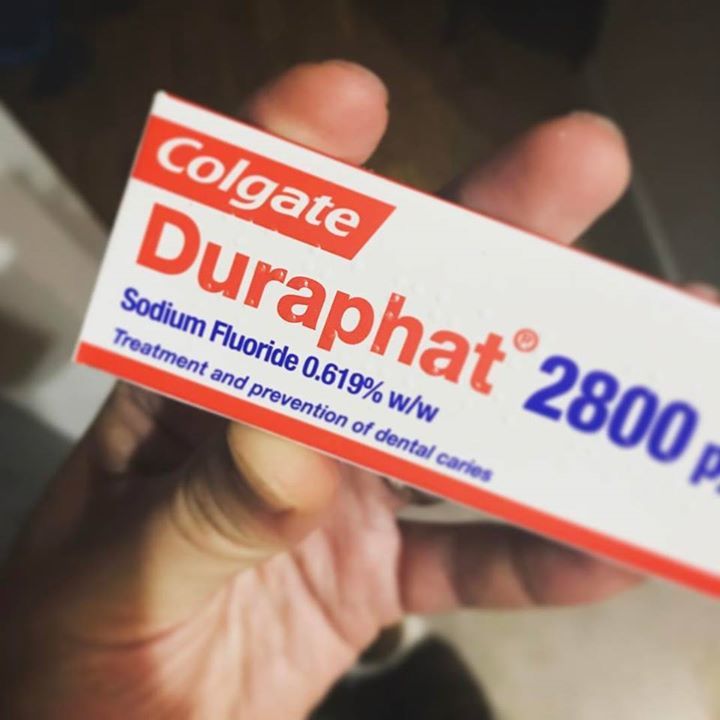 Colgate
Duraphat® 2800
Sodium Fluoride 0.619% w/w
Treatment and prevention of dental caries